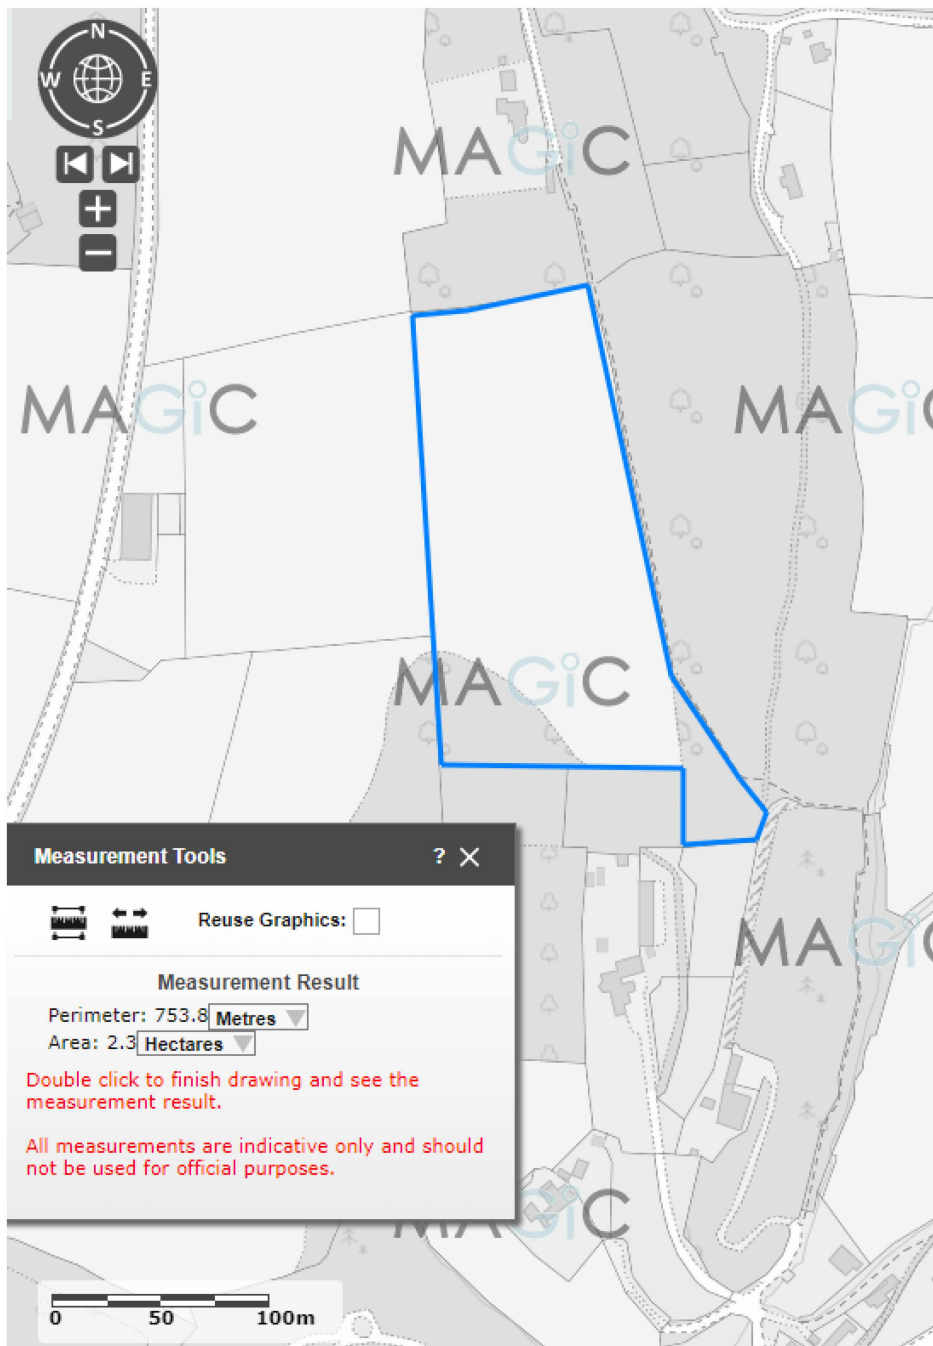 N
W E
S
MAGiC
MAGiC
MAGi
MAGiC
Measurement Tools ? ×
Reuse Graphics:
MAGi
Measurement Result
Perimeter: 753.8 Metres
Area: 2.3 Hectares
Double click to finish drawing and see the
measurement result.
All measurements are indicative only and should
not be used for official purposes.
MAGiC
0 50 100m